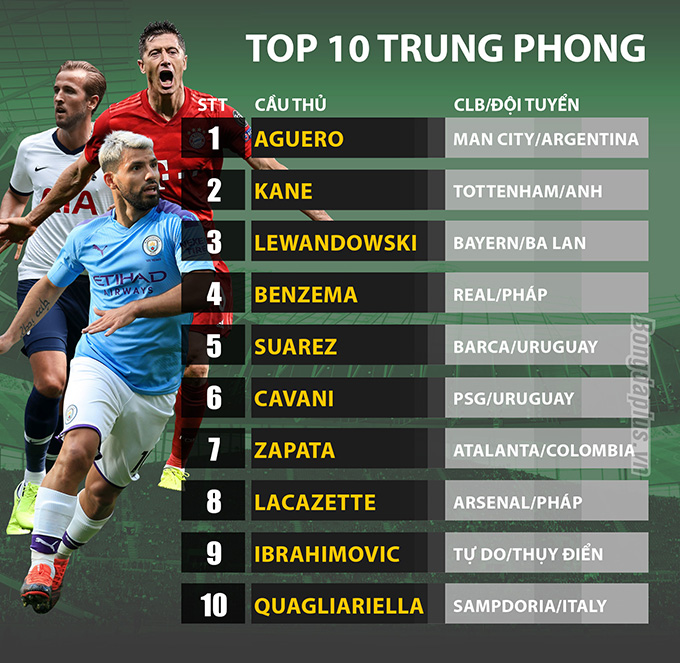 TOP 10 TRUNG PHONG
STT CẦU THỦ CLB/ĐỘI TUYỂN
1 AGUERO MAN CITY/ARGENTINA
2 KANE TOTTENHAM/ANH
3 LEWANDOWSKI BAYERN/BA LAN
4 BENZEMA REAL/PHÁP
5 SUAREZ BARCA/URUGUAY
6 CAVANI PSG/URUGUAY
7 ZAPATA ATALANTA/COLOMBIA
8 LACAZETTE ARSENAL/PHÁP
9 IBRAHIMOVIC TỰ DO/THỤY ĐIỂN
10 QUAGLIARIELLA SAMPDORIA/ITALY
Bongdaplus.vn
AIA
ETIHAD
AIRWAYS